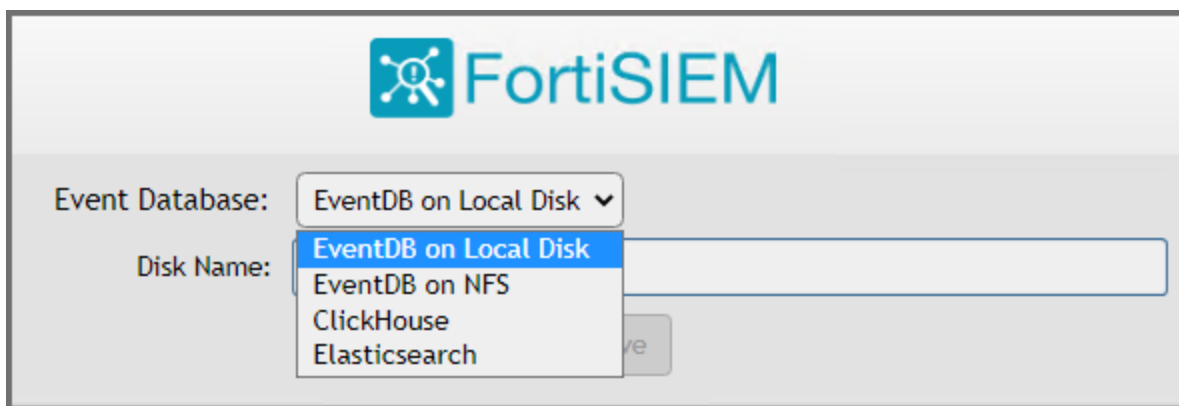 FortiSIEM
Event Database:
EventDB on Local Disk
Disk Name:
EventDB on Local Disk
EventDB on NFS
ClickHouse
Elasticsearch